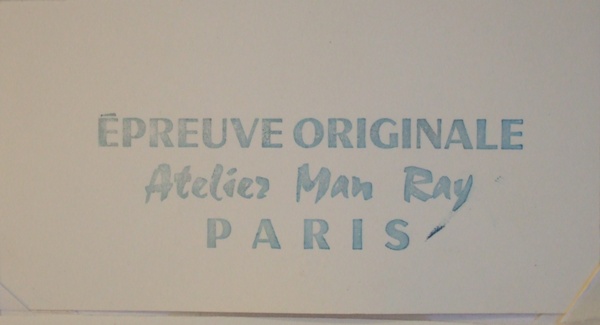 ÉPREUVE ORIGINALE
Atelier Man Ray
PARIS